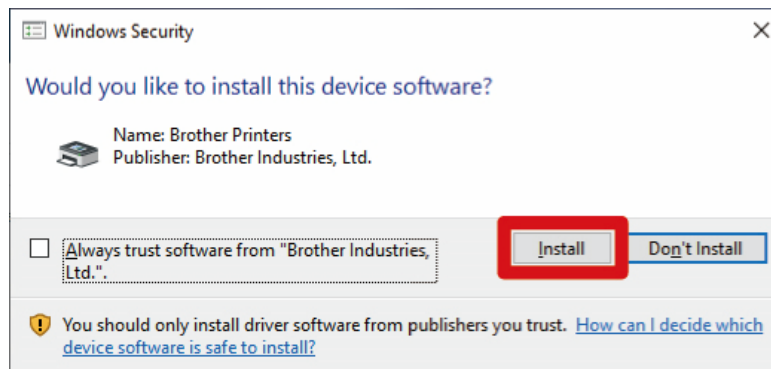 Windows Security
Would you like to install this device software?
Name: Brother Printers
Publisher: Brother Industries, Ltd.
Always trust software from "Brother Industries,
Ltd.".
Install
Don't Install
You should only install driver software from publishers you trust. How can I decide which
device software is safe to install?